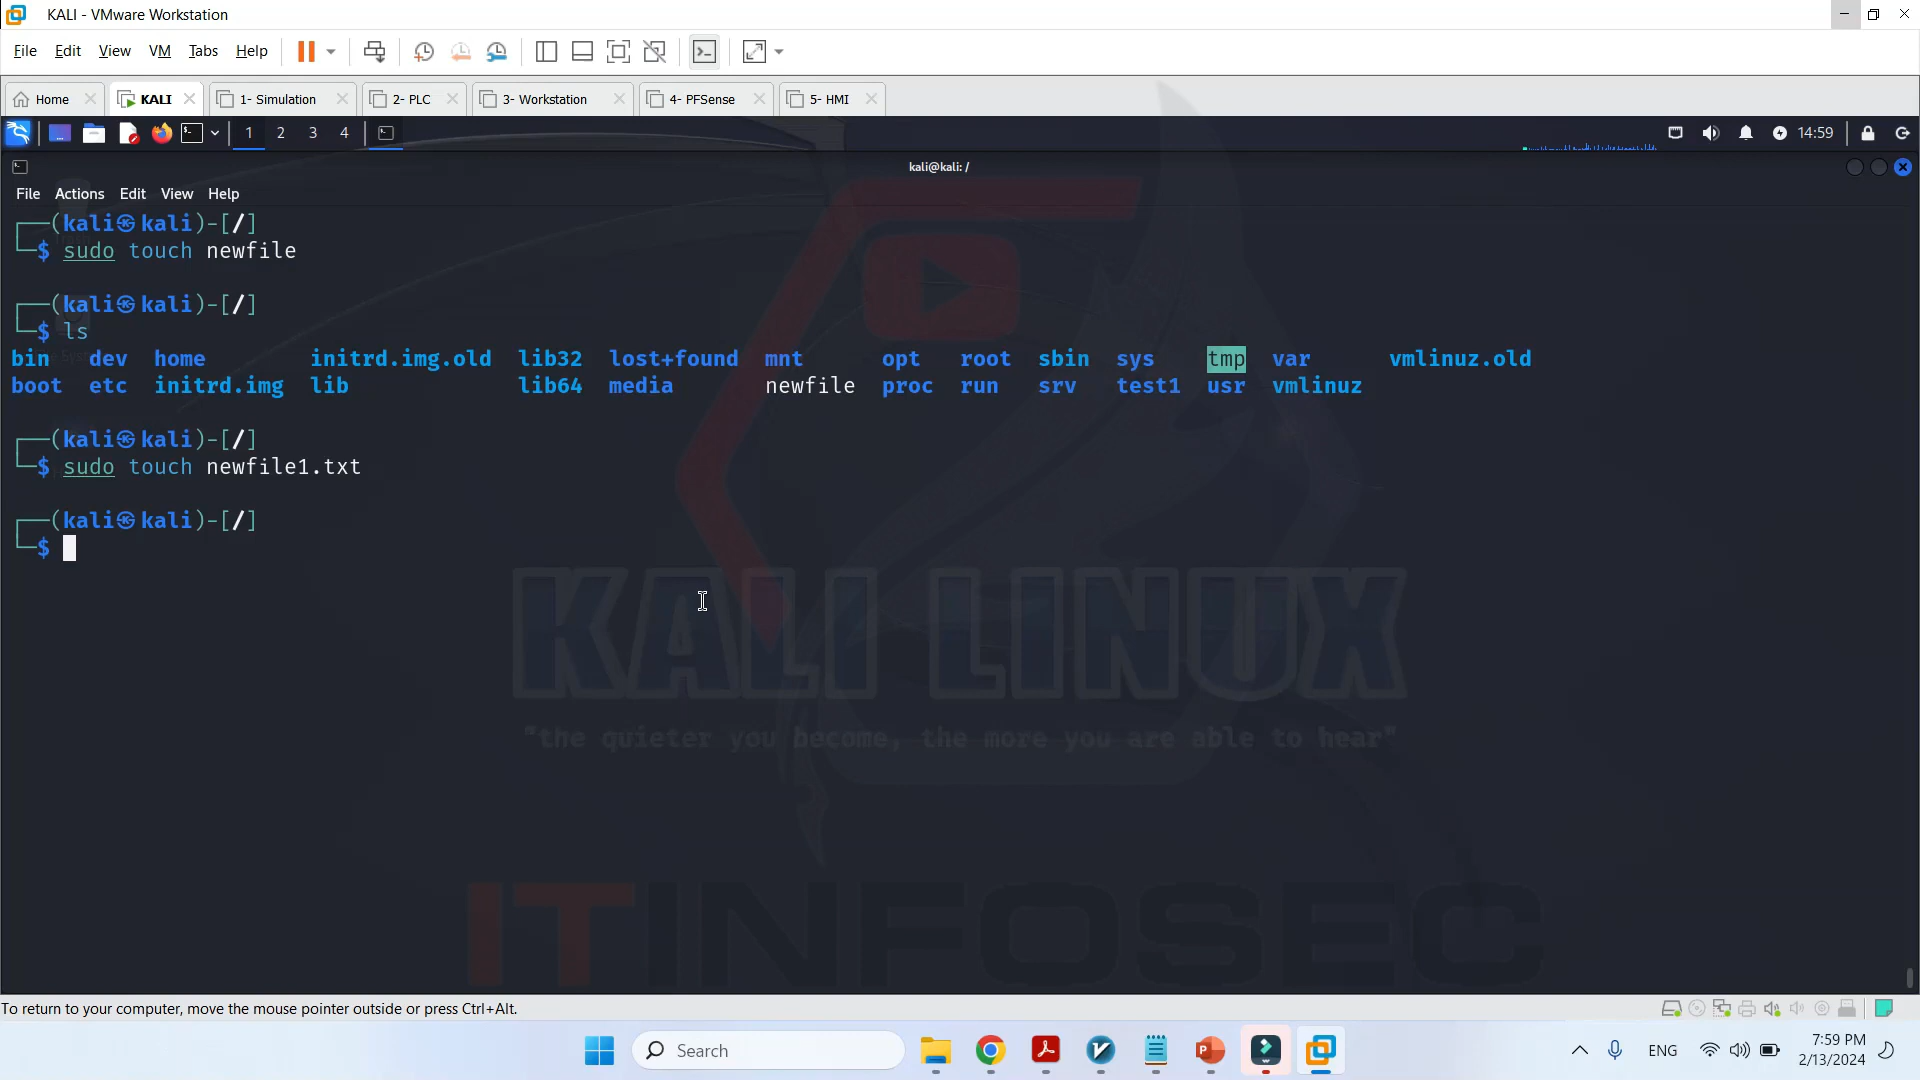 KALI - VMware Workstation
File Edit View VM Tabs Help
Home KALI 1- Simulation 2- PLC 3- Workstation 4- PFSense 5- HMI
1 2 3 4 14:59
kali@kali: /
File Actions Edit View Help
┌──(kali㉿kali)-[/]
└─$ sudo touch newfile
┌──(kali㉿kali)-[/]
└─$ ls
bin dev home initrd.img.old lib32 lost+found mnt opt root sbin sys tmp var vmlinuz.old
boot etc initrd.img lib lib64 media newfile proc run srv test1 usr vmlinuz
┌──(kali㉿kali)-[/]
└─$ sudo touch newfile1.txt
┌──(kali㉿kali)-[/]
└─$
KALI LINUX
"the quieter you become, the more you are able to hear"
ITINFOSEC
To return to your computer, move the mouse pointer outside or press Ctrl+Alt.
Search
ENG
7:59 PM
2/13/2024